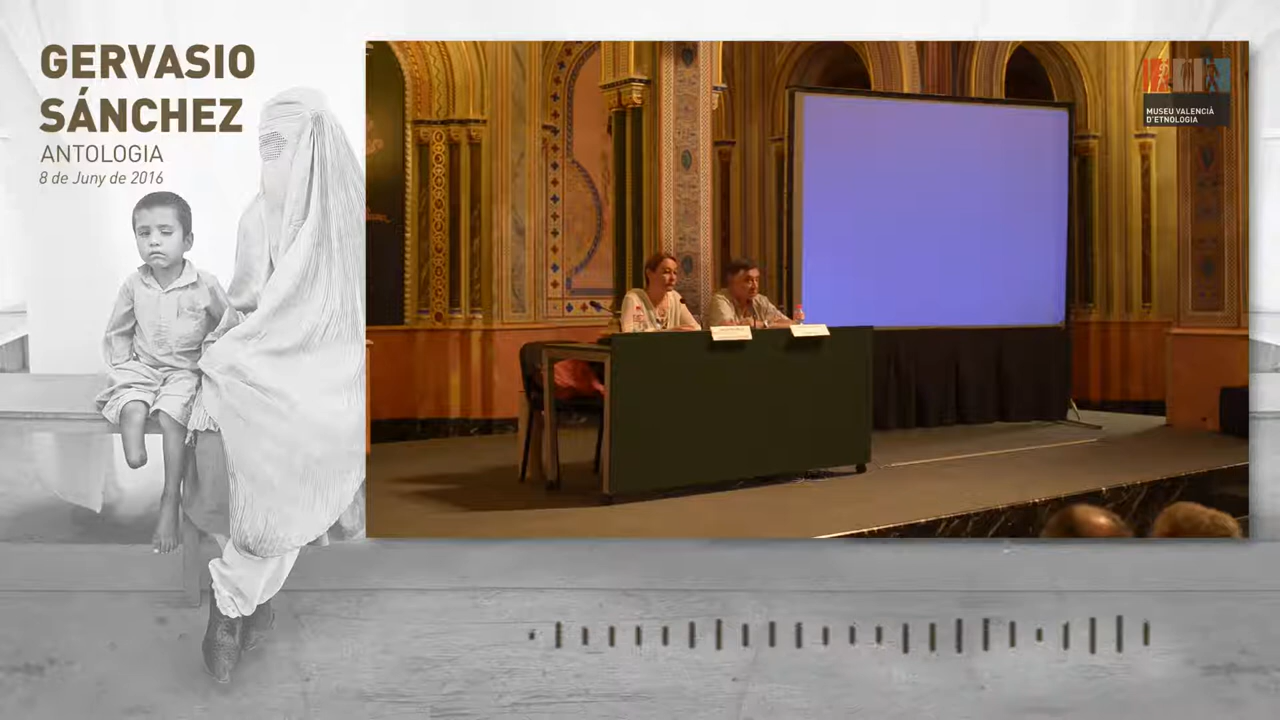 GERVASIO
SÁNCHEZ
ANTOLOGIA
8 de Juny de 2016
MUSEU VALENCIÀ
D'ETNOLOGIA